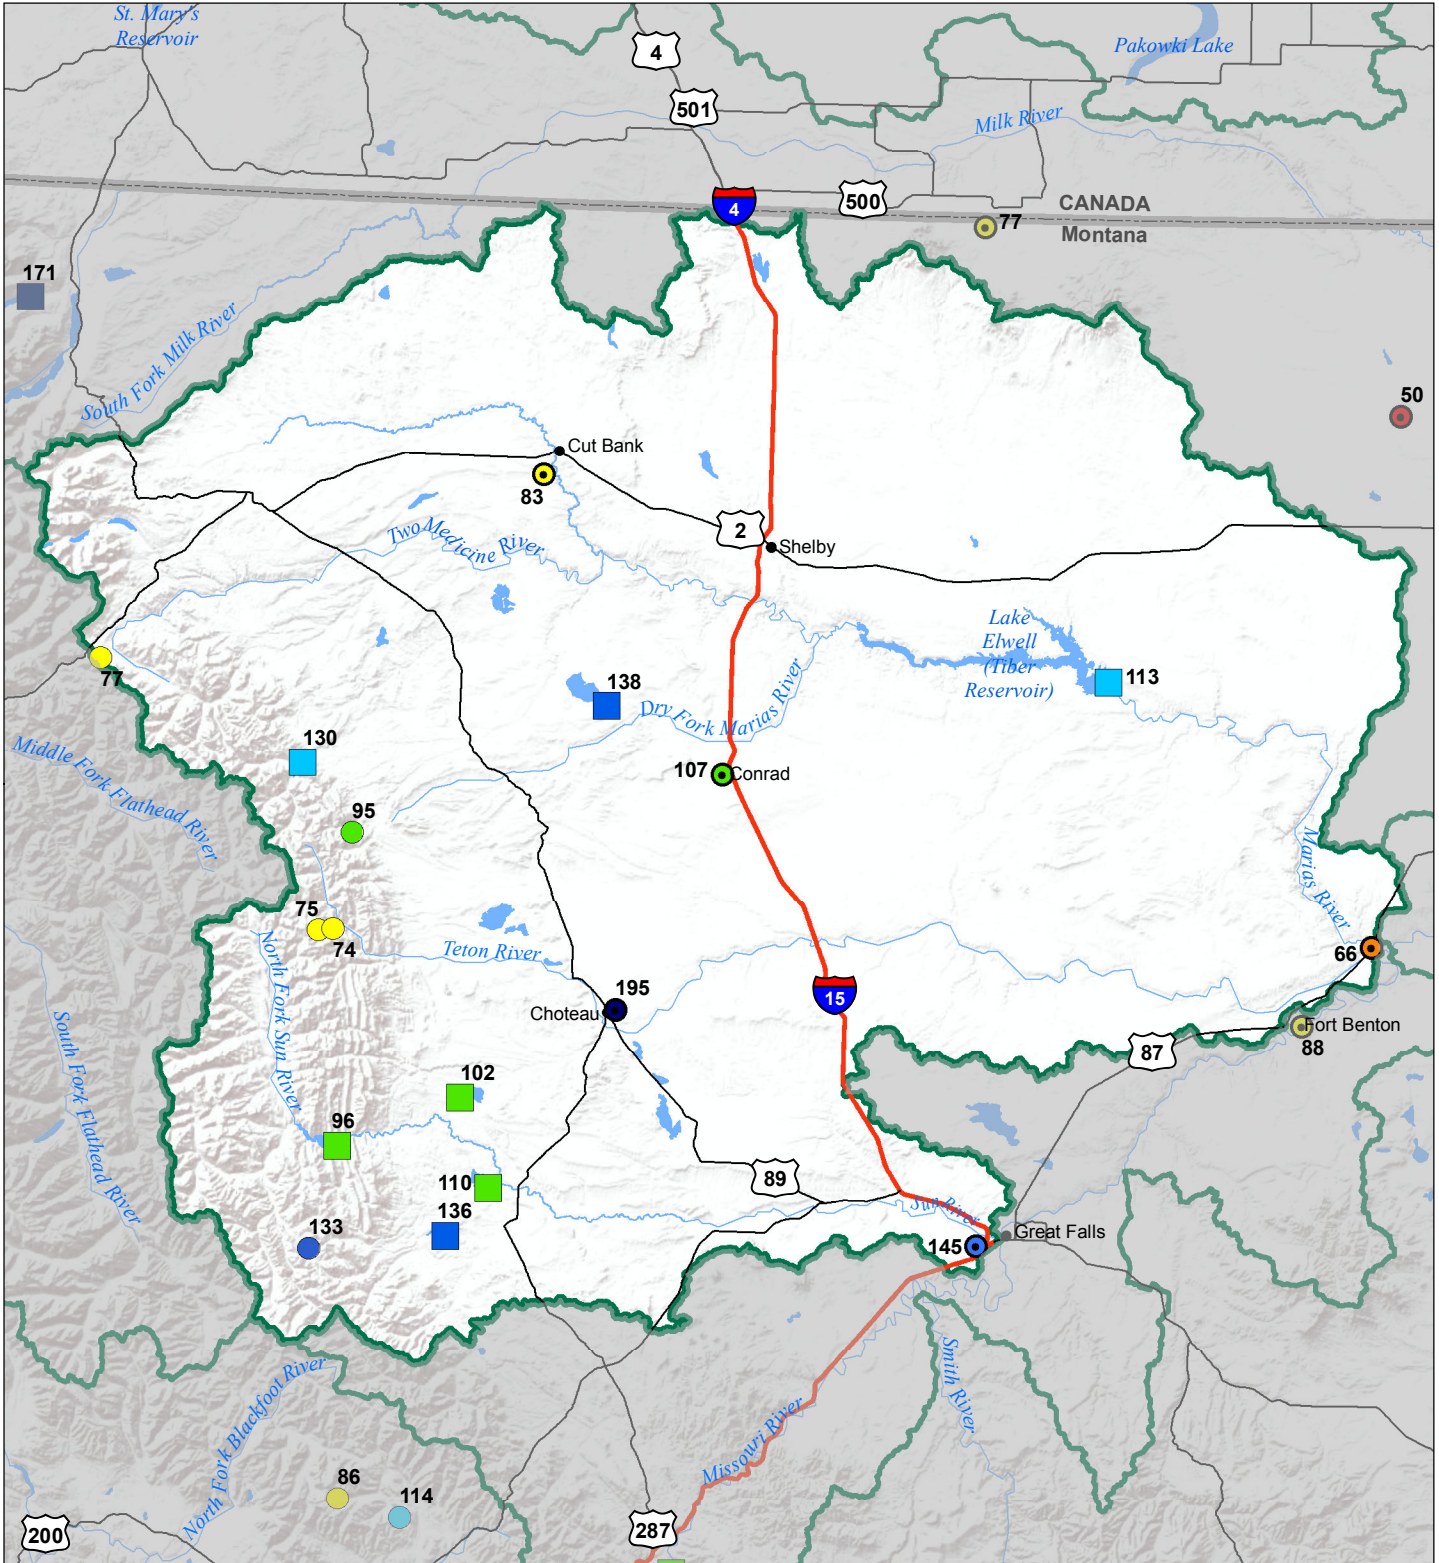 St. Mary's
Reservoir
4
Pakowki Lake
501
Milk River
4
500
CANADA
Montana
77
171
South Fork Milk River
50
Cut Bank
83
Two Medicine River
2
Shelby
Lake
Elwell
(Tiber
Reservoir)
77
113
138
Dry Fork Marias River
130
Middle Fork Flathead River
107
Conrad
95
Marias River
75
74
North Fork Sun River
Teton River
66
195
Choteau
15
Fort Benton
88
87
South Fork Flathead River
102
96
110
89
136
133
Sun River
145
Great Falls
North Fork Blackfoot River
Smith River
Missouri River
86
114
200
287